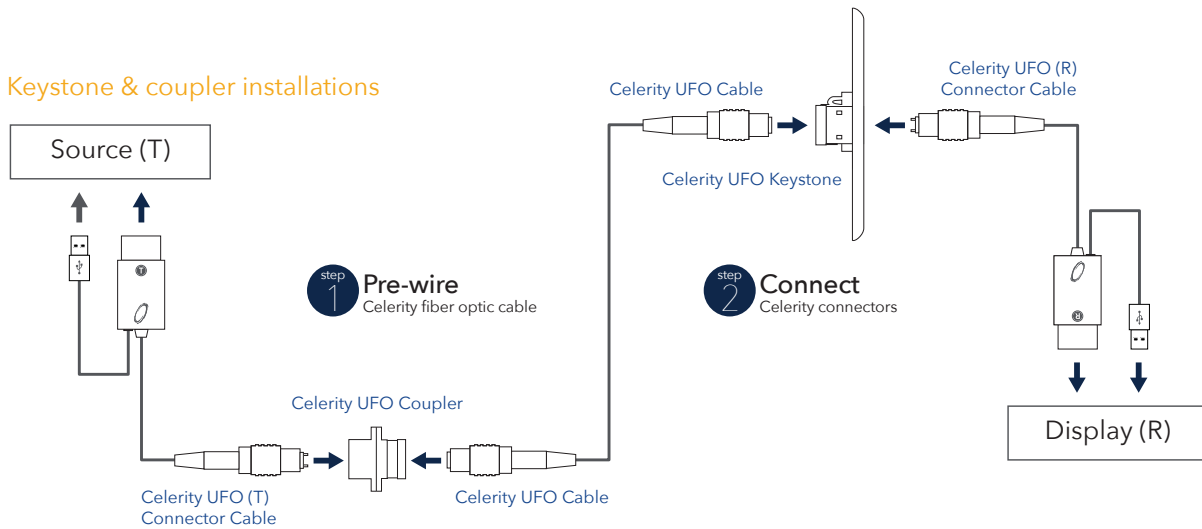 Keystone & coupler installations
Source (T)
T
Celerity UFO Cable
Celerity UFO (R)
Connector Cable
Celerity UFO Keystone
step
1
Pre-wire
Celerity fiber optic cable
step
2
Connect
Celerity connectors
R
Celerity UFO Coupler
Celerity UFO (T)
Connector Cable
Celerity UFO Cable
Display (R)